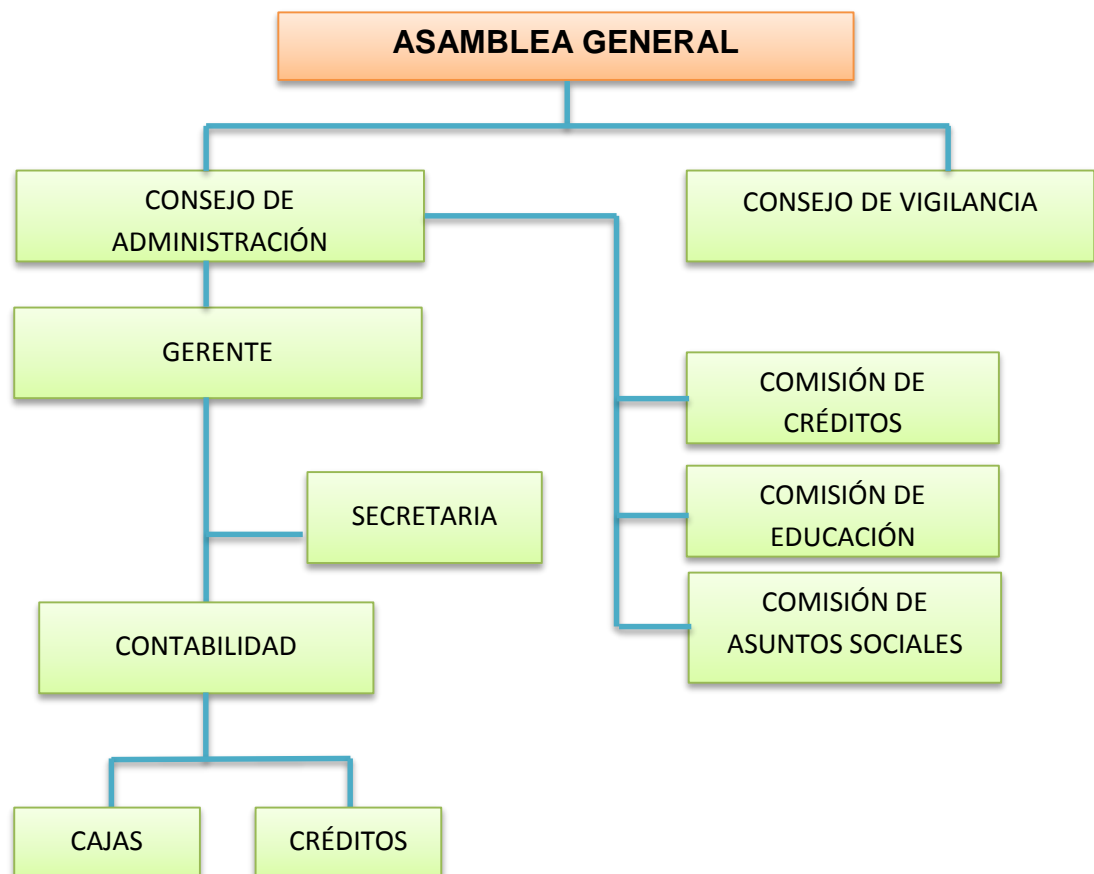 ASAMBLEA GENERAL
CONSEJO DE
ADMINISTRACIÓN
CONSEJO DE VIGILANCIA
GERENTE
COMISIÓN DE
CRÉDITOS
SECRETARIA
COMISIÓN DE
EDUCACIÓN
COMISIÓN DE
ASUNTOS SOCIALES
CONTABILIDAD
CAJAS
CRÉDITOS